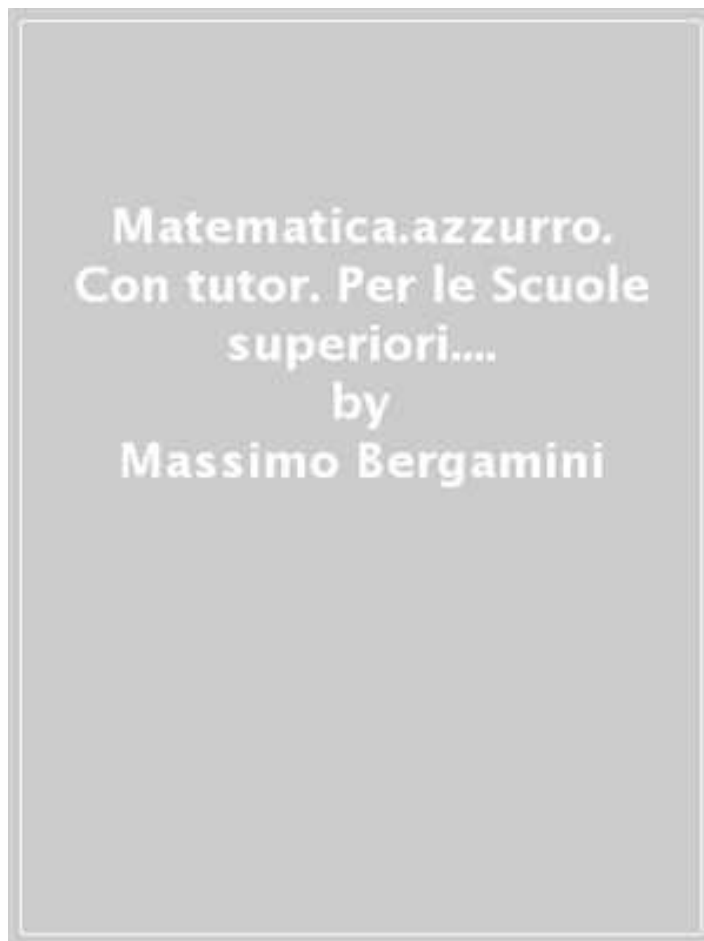 Matematica.azzurro.
Con tutor. Per le Scuole
superiori....
by
Massimo Bergamini